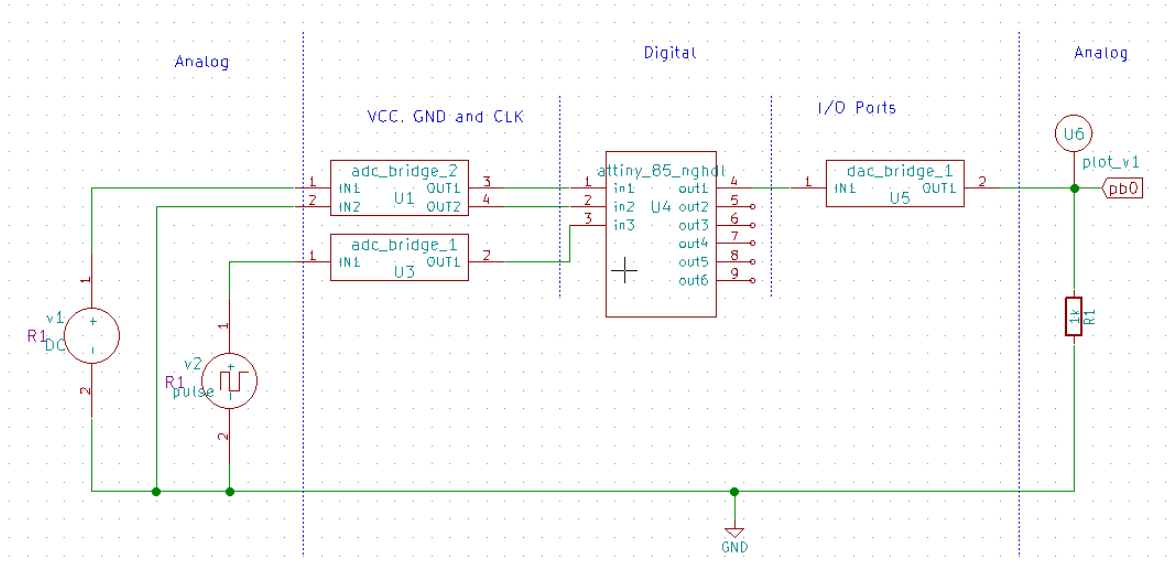 Analog
Digital
Analog
VCC, GND and CLK
I/O Ports
adc_bridge_2
1 IN1 OUT1 3
2 IN2 OUT2 4
U1
adc_bridge_1
1 IN1 OUT1 2
U3
attiny_85_nghdl
1 in1 out1 4
2 in2 U4 out2 5
3 in3 out3 6
out4 7
out5 8
out6 9
dac_bridge_1
1 IN1 OUT1 2
U5
U6
plot_v1
pb0
1
v1
+
R1
DC
-
2
1
v2
+
R1
pulse
-
2
1k
R1
GND